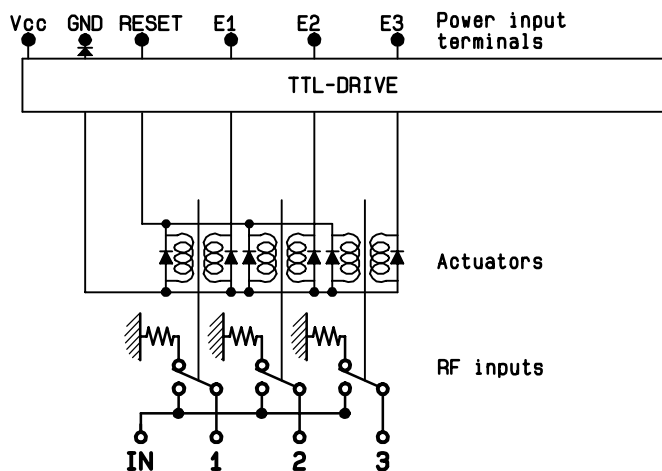 Vcc GND RESET E1 E2 E3 Power input
terminals
TTL-DRIVE
Actuators
RF inputs
IN 1 2 3